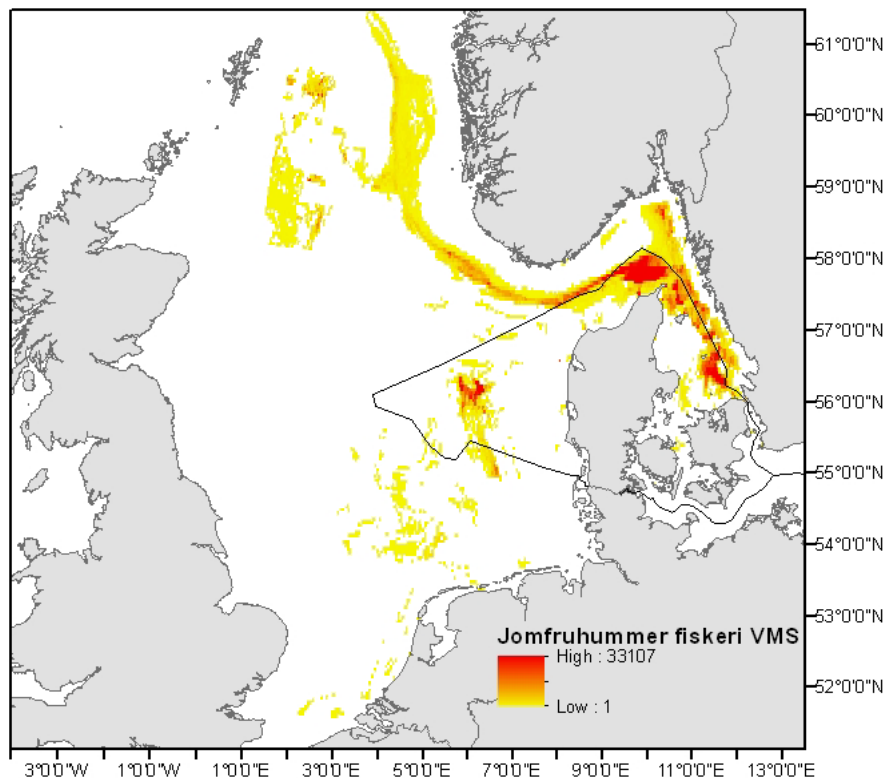 61°0'0"N
60°0'0"N
59°0'0"N
58°0'0"N
57°0'0"N
56°0'0"N
55°0'0"N
54°0'0"N
53°0'0"N
52°0'0"N
Jomfruhummer fiskeri VMS
High : 33107
Low : 1
3°0'0"W 1°0'0"W 1°0'0"E 3°0'0"E 5°0'0"E 7°0'0"E 9°0'0"E 11°0'0"E 13°0'0"E